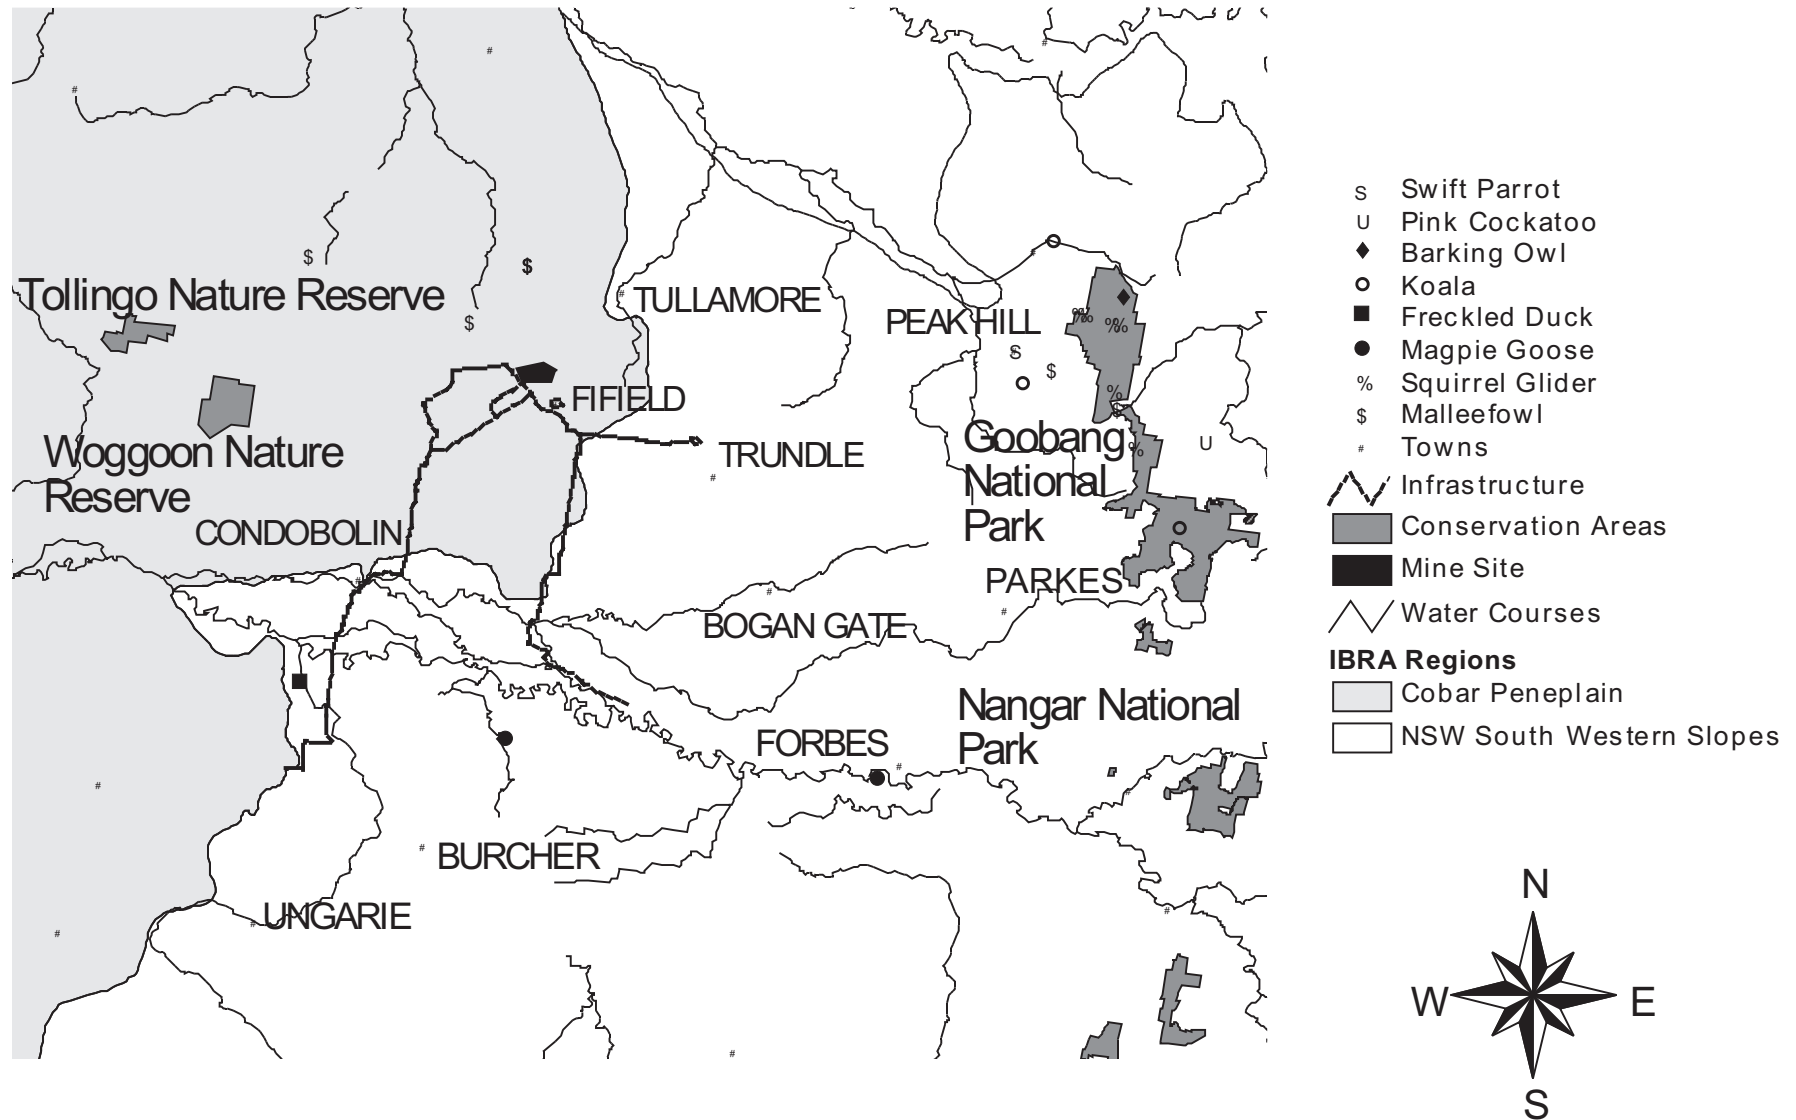 Tollingo Nature Reserve
TULLAMORE
PEAK HILL
FIFIELD
Woggoon Nature
Reserve
TRUNDLE
Goobang
National
Park
CONDOBOLIN
PARKES
BOGAN GATE
Nangar National
Park
FORBES
BURCHER
UNGARIE
S Swift Parrot
U Pink Cockatoo
Barking Owl
Koala
Freckled Duck
Magpie Goose
% Squirrel Glider
$ Malleefowl
# Towns
Infrastructure
Conservation Areas
Mine Site
Water Courses
IBRA Regions
Cobar Peneplain
NSW South Western Slopes
N
W E
S